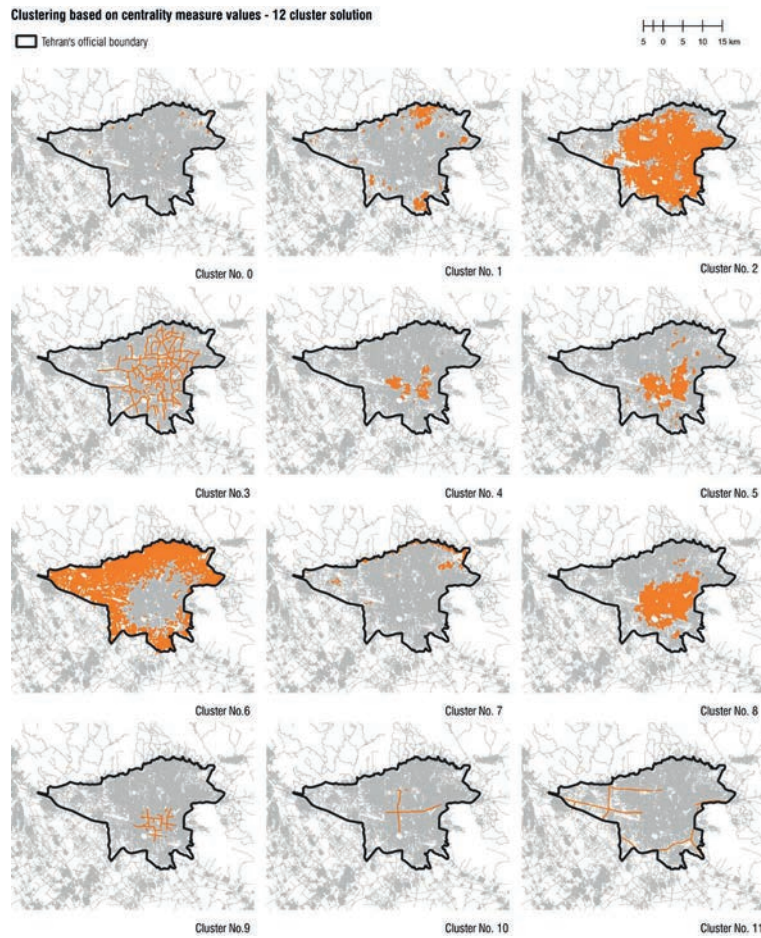 Clustering based on centrality measure values - 12 cluster solution
Tehran's official boundary
5 0 5 10 15 km
Cluster No. 0
Cluster No. 1
Cluster No. 2
Cluster No.3
Cluster No. 4
Cluster No. 5
Cluster No.6
Cluster No. 7
Cluster No. 8
Cluster No.9
Cluster No. 10
Cluster No. 11